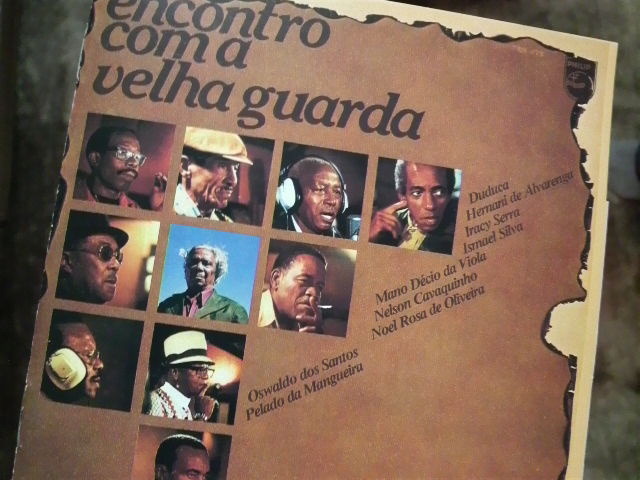 encontro
com a
velha guarda
PHILIPS
Duduca
Hernani de Alvarenga
Iracy Serra
Ismael Silva
Mano Décio da Viola
Nelson Cavaquinho
Noel Rosa de Oliveira
Oswaldo dos Santos
Pelado da Mangueira